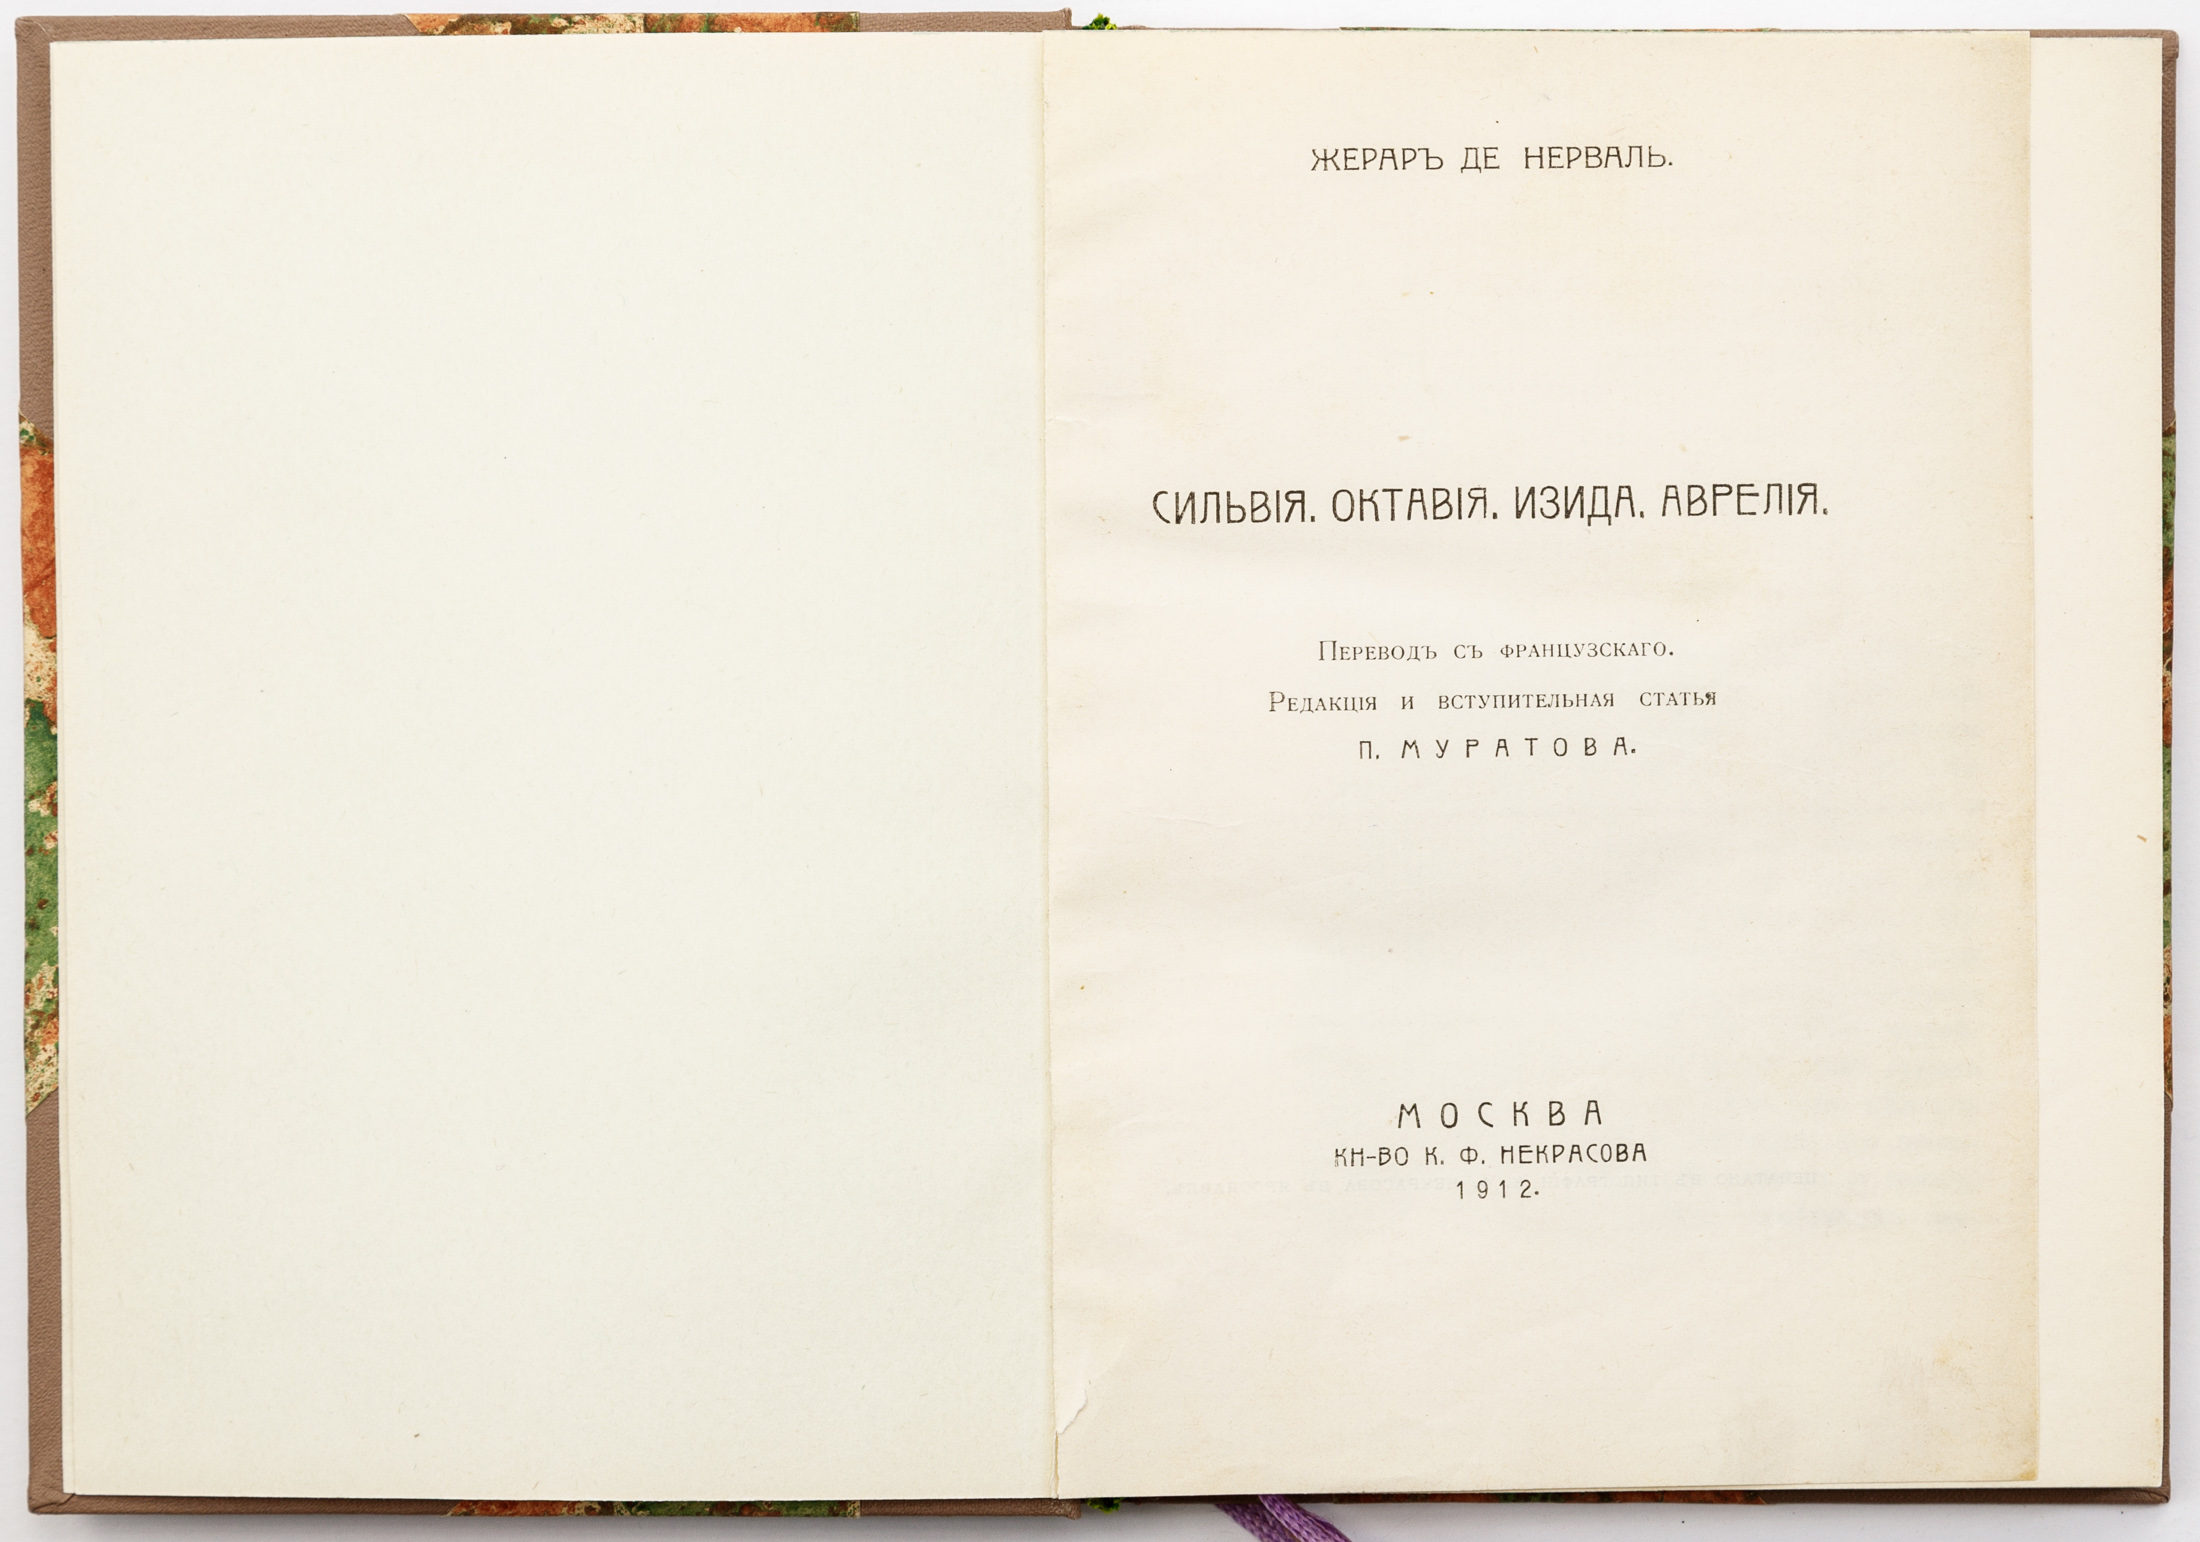 ЖЕРАРЪ ДЕ НЕРВАЛЬ.
СИЛЬВІЯ. ОКТАВІЯ. ИЗИДА. АВРЕЛІЯ.
Переводъ съ французскаго.
Редакція и вступительная статья
П. МУРАТОВА.
МОСКВА
КН-ВО К. Ф. НЕКРАСОВА
1912.